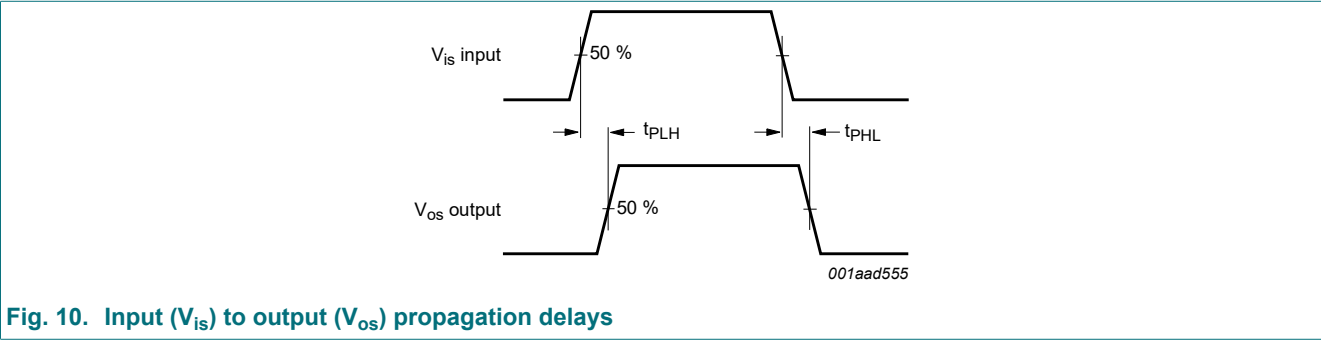 V_is input
50 %
t_PLH
t_PHL
V_os output
50 %
001aad555
Fig. 10. Input (V_is) to output (V_os) propagation delays